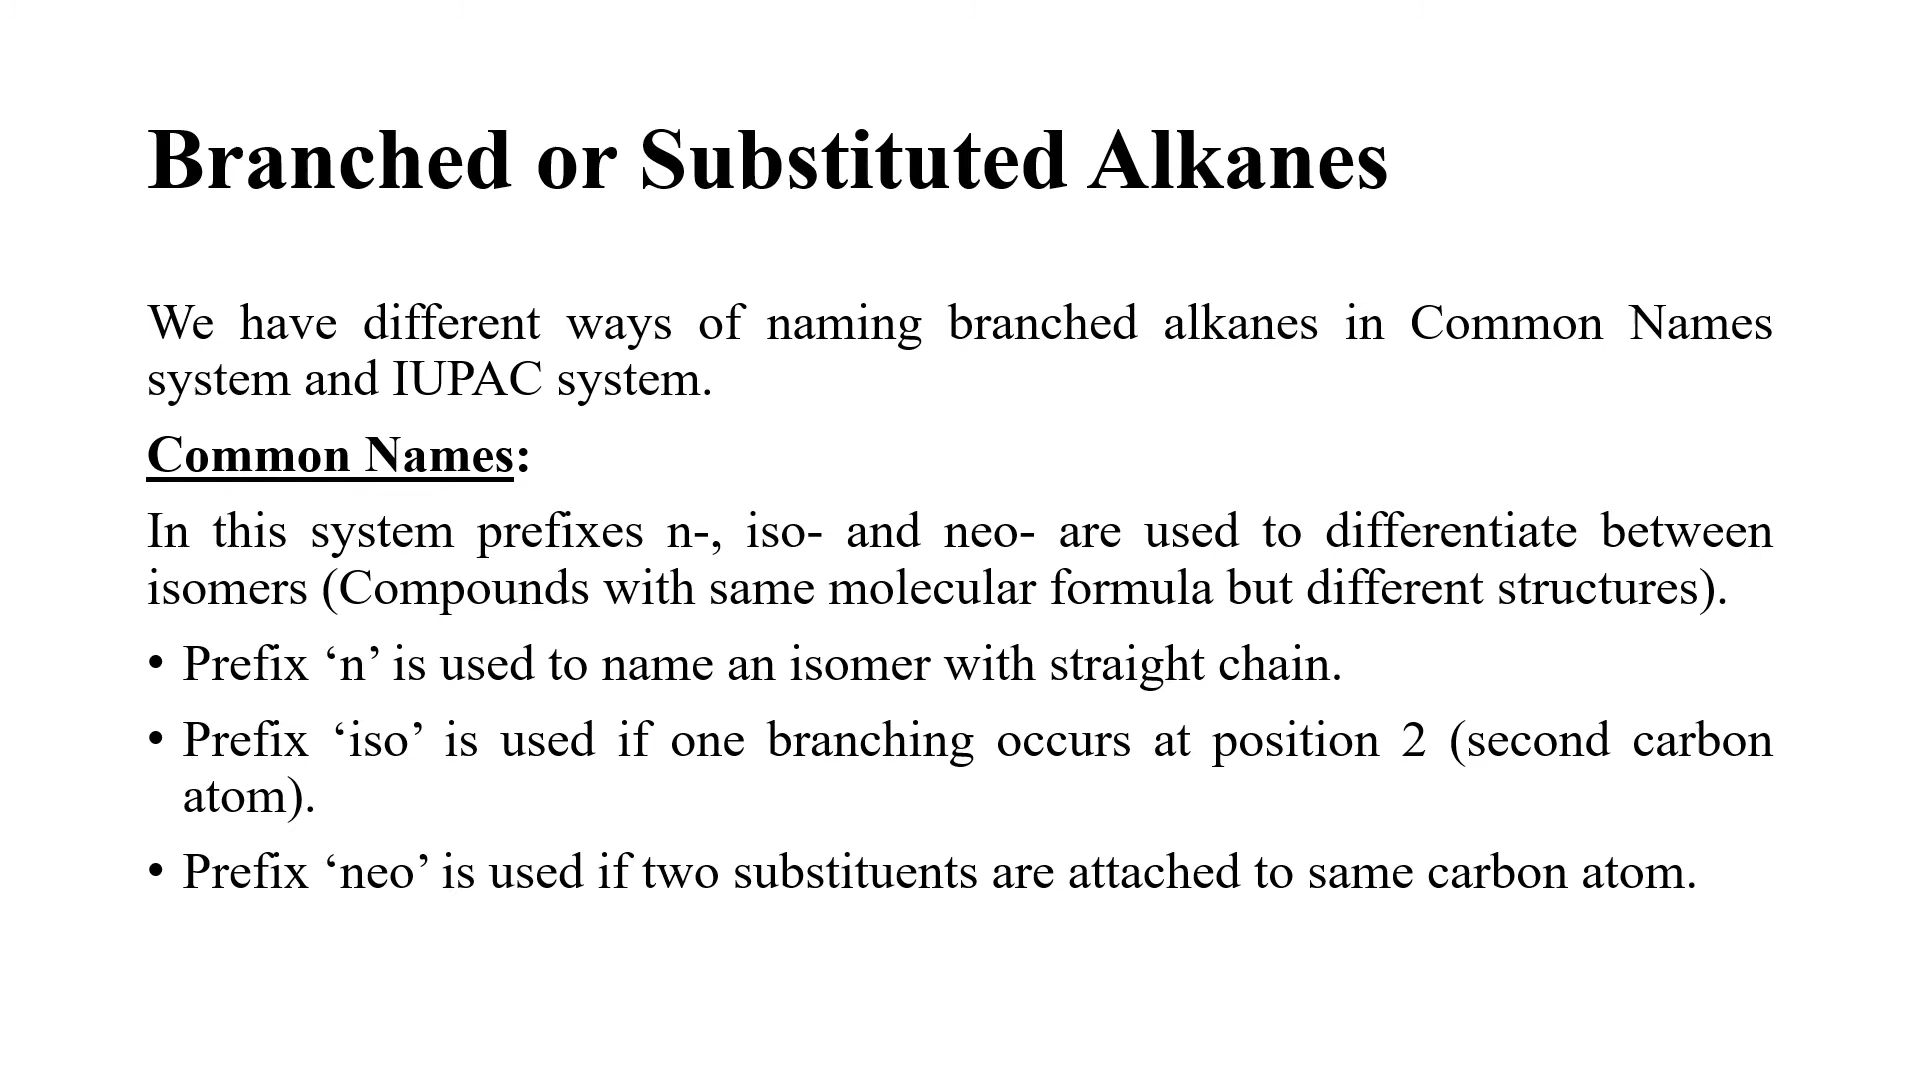 Branched or Substituted Alkanes
We have different ways of naming branched alkanes in Common Names
system and IUPAC system.
Common Names:
In this system prefixes n-, iso- and neo- are used to differentiate between
isomers (Compounds with same molecular formula but different structures).
• Prefix ‘n’ is used to name an isomer with straight chain.
• Prefix ‘iso’ is used if one branching occurs at position 2 (second carbon
atom).
• Prefix ‘neo’ is used if two substituents are attached to same carbon atom.